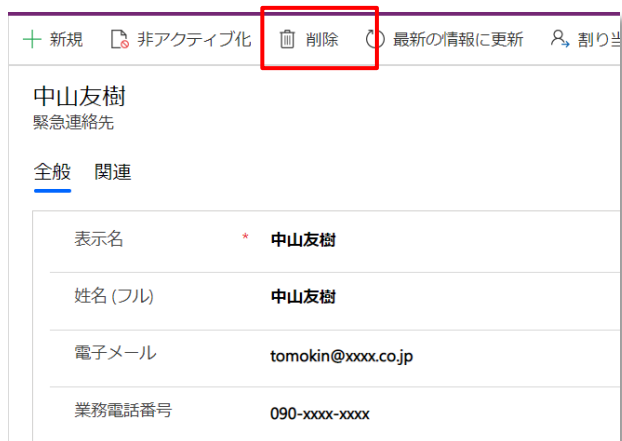 新規 非アクティブ化 削除 最新の情報に更新 割り当
中山友樹
緊急連絡先
全般 関連
表示名 * 中山友樹
姓名 (フル) 中山友樹
電子メール tomokin@xxxx.co.jp
業務電話番号 090-xxxx-xxxx